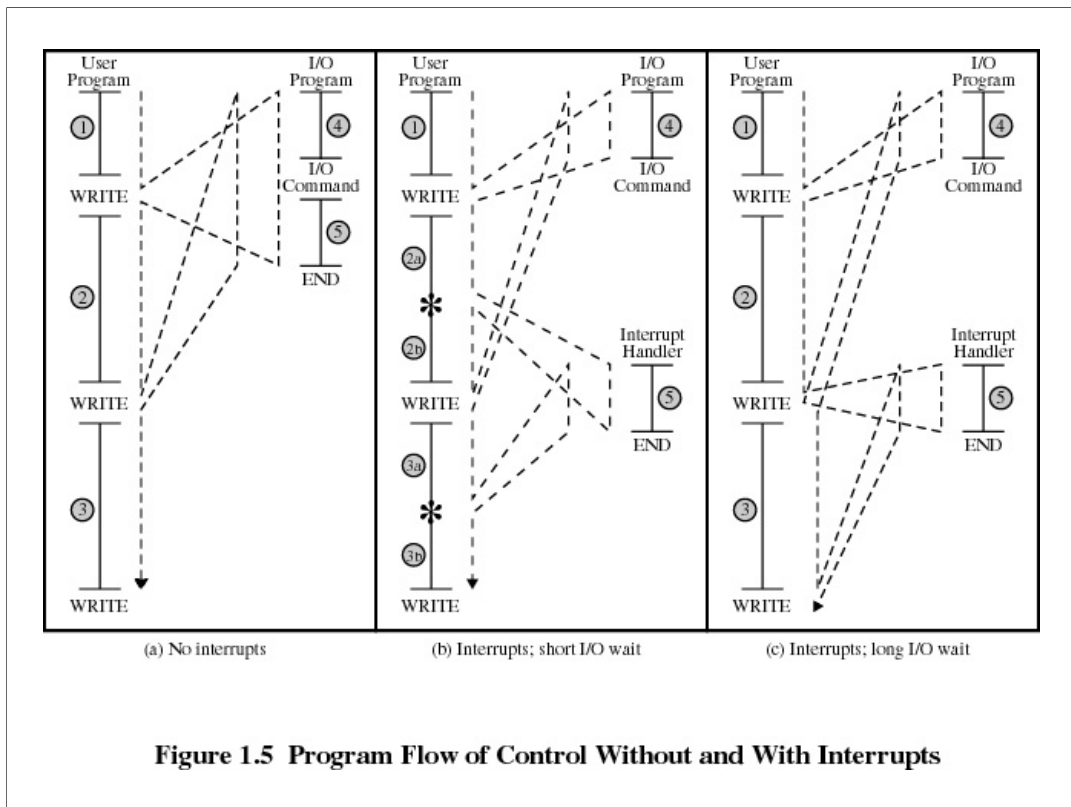 User
Program
I/O
Program
1
4
I/O
Command
WRITE
5
END
2
WRITE
3
WRITE
(a) No interrupts
User
Program
I/O
Program
1
4
I/O
Command
WRITE
2a
*
2b
Interrupt
Handler
5
END
WRITE
3a
*
3b
WRITE
(b) Interrupts; short I/O wait
User
Program
I/O
Program
1
4
I/O
Command
WRITE
2
Interrupt
Handler
5
END
WRITE
3
WRITE
(c) Interrupts; long I/O wait
Figure 1.5 Program Flow of Control Without and With Interrupts